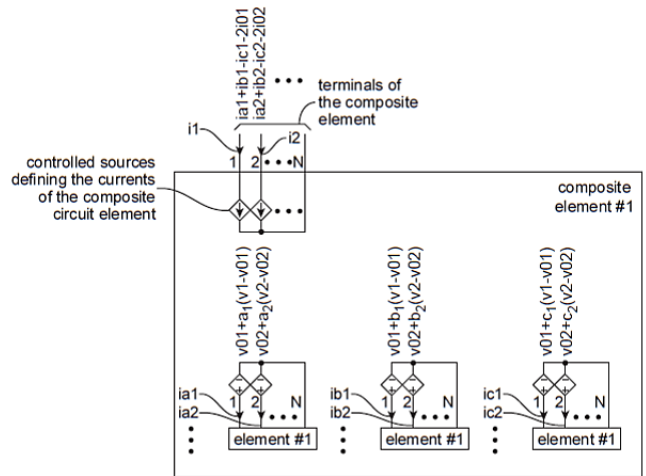 ia1+ib1-ic1-2i01
ia2+ib2-ic2-2i02
terminals of
the composite
element
i1
i2
1
2
N
controlled sources
defining the currents
of the composite
circuit element
composite
element #1
v01+a1(v1-v01)
v02+a2(v2-v02)
v01+b1(v1-v01)
v02+b2(v2-v02)
v01+c1(v1-v01)
v02+c2(v2-v02)
ia1
1
2
N
ia2
element #1
ib1
1
2
N
ib2
element #1
ic1
1
2
N
ic2
element #1